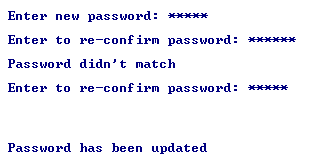 Enter new password: *****
Enter to re-confirm password: ******
Password didn't match
Enter to re-confirm password: *****
Password has been updated